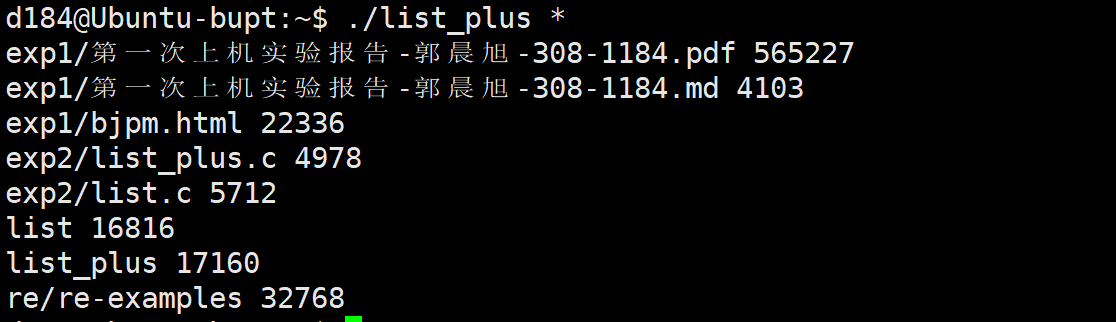 d184@Ubuntu-bupt:~$ ./list_plus *
exp1/第一次上机实验报告-郭晨旭-308-1184.pdf 565227
exp1/第一次上机实验报告-郭晨旭-308-1184.md 4103
exp1/bjpm.html 22336
exp2/list_plus.c 4978
exp2/list.c 5712
list 16816
list_plus 17160
re/re-examples 32768